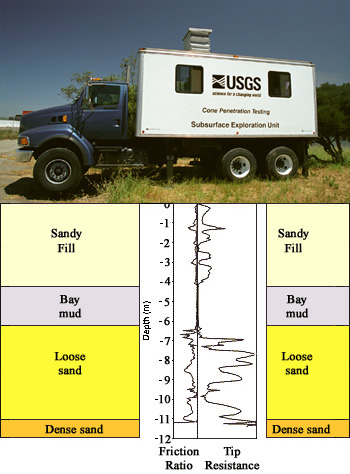 USGS
science for a changing world
Cone Penetration Testing
Subsurface Exploration Unit
Sandy
Fill
Bay
mud
Loose
sand
Dense sand
Depth (m)
0
-1
-2
-3
-4
-5
-6
-7
-8
-9
-10
-11
-12
Friction
Ratio
Tip
Resistance
Sandy
Fill
Bay
mud
Loose
sand
Dense sand